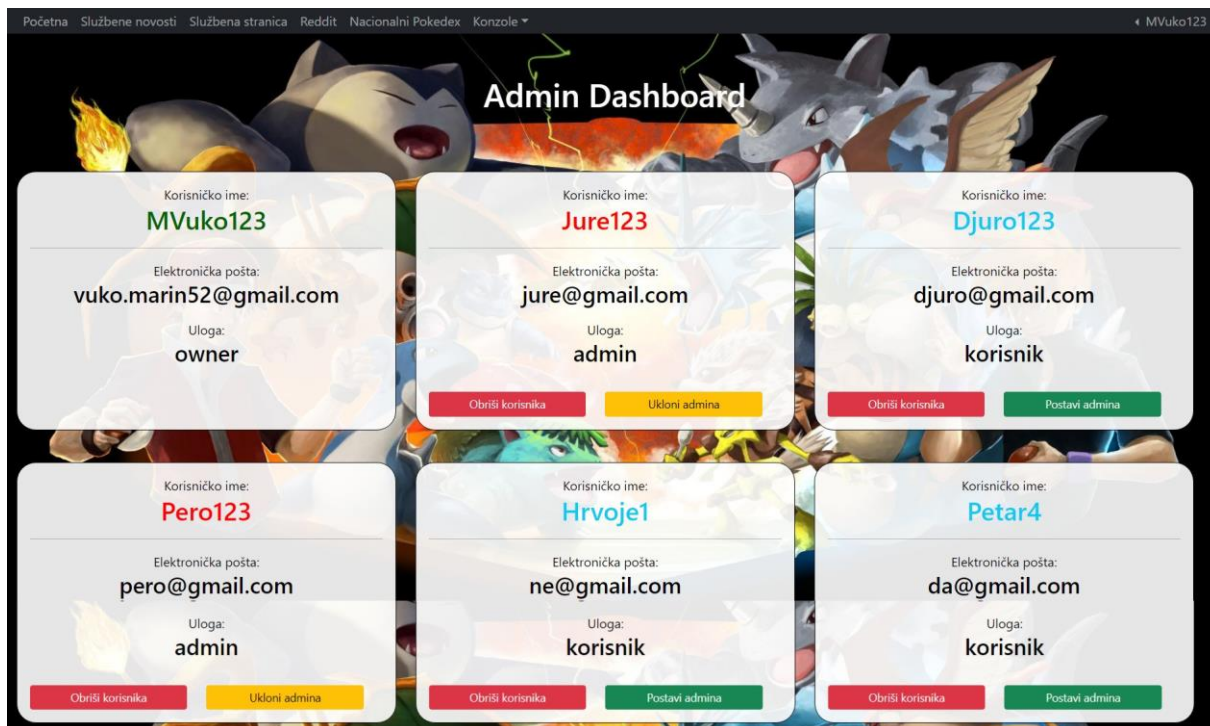 Početna Službene novosti Službena stranica Reddit Nacionalni Pokedex Konzole MVuko123
Admin Dashboard
Korisničko ime:
MVuko123
Elektronička pošta:
vuko.marin52@gmail.com
Uloga:
owner
Korisničko ime:
Jure123
Elektronička pošta:
jure@gmail.com
Uloga:
admin
Obriši korisnika Ukloni admina
Korisničko ime:
Djuro123
Elektronička pošta:
djuro@gmail.com
Uloga:
korisnik
Obriši korisnika Postavi admina
Korisničko ime:
Pero123
Elektronička pošta:
pero@gmail.com
Uloga:
admin
Obriši korisnika Ukloni admina
Korisničko ime:
Hrvoje1
Elektronička pošta:
ne@gmail.com
Uloga:
korisnik
Obriši korisnika Postavi admina
Korisničko ime:
Petar4
Elektronička pošta:
da@gmail.com
Uloga:
korisnik
Obriši korisnika Postavi admina